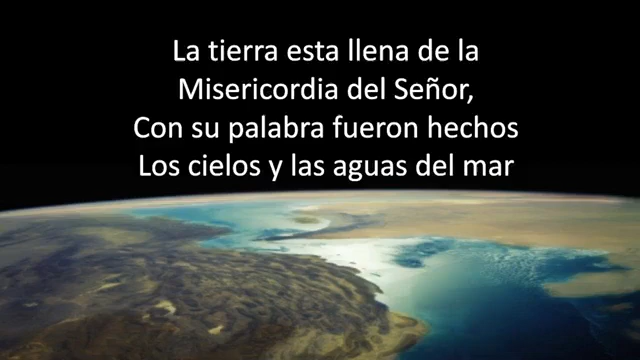 La tierra esta llena de la
Misericordia del Señor,
Con su palabra fueron hechos
Los cielos y las aguas del mar